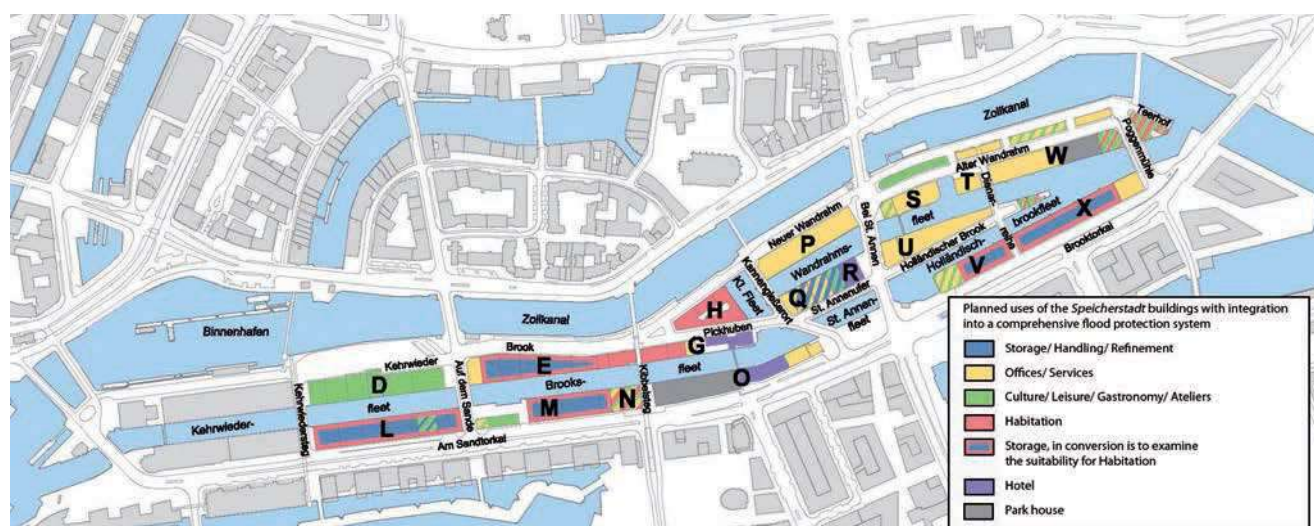 Zollkanal
Teerhof
Poggenmühle
Alter Wandrahm
W
T
Dienar-
reihe
S
fleet
Bei St. Annen
Neuer Wandrahm
P
U
brookfleet
X
Holländischer Brook
Holländisch-
V
Brooktorkai
Wandrahms-
Kannengießerort
R
Kl. Fleet
Q
St. Annenufer
St. Annen-
fleet
H
Binnenhafen
Zollkanal
Pickhuben
Brook
G
Kehrwieder
E
Kehrwiedersteg
D
Auf dem Sande
Brooks-
fleet
Kibbelsteg
O
fleet
M
N
Kehrwieder-
L
Am Sandtorkai
Planned uses of the Speicherstadt buildings with integration
into a comprehensive flood protection system
Storage/ Handling/ Refinement
Offices/ Services
Culture/ Leisure/ Gastronomy/ Ateliers
Habitation
Storage, in conversion is to examine
the suitability for Habitation
Hotel
Park house